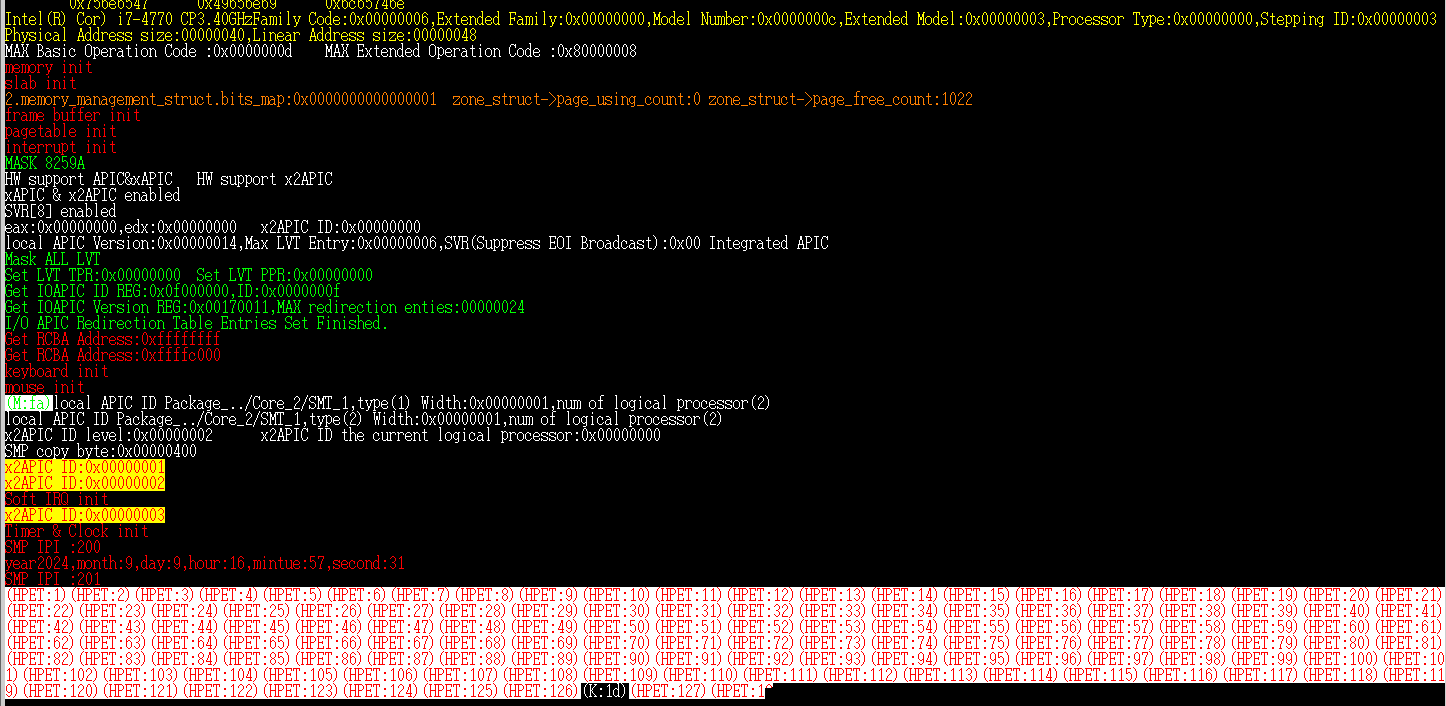 0x756e6547      0x49656e69      0x6c65746e
Intel(R) Cor) i7-4770 CP3.40GHzFamily Code:0x00000006,Extended Family:0x00000000,Model Number:0x0000000c,Extended Model:0x00000003,Processor Type:0x00000000,Stepping ID:0x00000003
Physical Address size:00000040,Linear Address size:00000048
MAX Basic Operation Code :0x0000000d    MAX Extended Operation Code :0x80000008
memory init
slab init
2.memory_management_struct.bits_map:0x0000000000000001  zone_struct->page_using_count:0 zone_struct->page_free_count:1022
frame buffer init
pagetable init
interrupt init
MASK 8259A
HW support APIC&xAPIC   HW support x2APIC
xAPIC & x2APIC enabled
SVR[8] enabled
eax:0x00000000,edx:0x00000000   x2APIC ID:0x00000000
local APIC Version:0x00000014,Max LVT Entry:0x00000006,SVR(Suppress EOI Broadcast):0x00 Integrated APIC
Mask ALL LVT
Set LVT TPR:0x00000000  Set LVT PPR:0x00000000
Get IOAPIC ID REG:0x0f000000,ID:0x0000000f
Get IOAPIC Version REG:0x00170011,MAX redirection enties:00000024
I/O APIC Redirection Table Entries Set Finished.
Get RCBA Address:0xffffffff
Get RCBA Address:0xffffc000
keyboard init
mouse init
(M:fa)local APIC ID Package_../Core_2/SMT_1,type(1) Width:0x00000001,num of logical processor(2)
local APIC ID Package_../Core_2/SMT_1,type(2) Width:0x00000001,num of logical processor(2)
x2APIC ID level:0x00000002      x2APIC ID the current logical processor:0x00000000
SMP copy byte:0x00000400
x2APIC ID:0x00000001
x2APIC ID:0x00000002
Soft IRQ init
x2APIC ID:0x00000003
Timer & Clock init
SMP IPI :200
year2024,month:9,day:9,hour:16,mintue:57,second:31
SMP IPI :201
(HPET:1)(HPET:2)(HPET:3)(HPET:4)(HPET:5)(HPET:6)(HPET:7)(HPET:8)(HPET:9)(HPET:10)(HPET:11)(HPET:12)(HPET:13)(HPET:14)(HPET:15)(HPET:16)(HPET:17)(HPET:18)(HPET:19)(HPET:20)(HPET:21)
(HPET:22)(HPET:23)(HPET:24)(HPET:25)(HPET:26)(HPET:27)(HPET:28)(HPET:29)(HPET:30)(HPET:31)(HPET:32)(HPET:33)(HPET:34)(HPET:35)(HPET:36)(HPET:37)(HPET:38)(HPET:39)(HPET:40)(HPET:41)
(HPET:42)(HPET:43)(HPET:44)(HPET:45)(HPET:46)(HPET:47)(HPET:48)(HPET:49)(HPET:50)(HPET:51)(HPET:52)(HPET:53)(HPET:54)(HPET:55)(HPET:56)(HPET:57)(HPET:58)(HPET:59)(HPET:60)(HPET:61)
(HPET:62)(HPET:63)(HPET:64)(HPET:65)(HPET:66)(HPET:67)(HPET:68)(HPET:69)(HPET:70)(HPET:71)(HPET:72)(HPET:73)(HPET:74)(HPET:75)(HPET:76)(HPET:77)(HPET:78)(HPET:79)(HPET:80)(HPET:81)
(HPET:82)(HPET:83)(HPET:84)(HPET:85)(HPET:86)(HPET:87)(HPET:88)(HPET:89)(HPET:90)(HPET:91)(HPET:92)(HPET:93)(HPET:94)(HPET:95)(HPET:96)(HPET:97)(HPET:98)(HPET:99)(HPET:100)(HPET:10
1)(HPET:102)(HPET:103)(HPET:104)(HPET:105)(HPET:106)(HPET:107)(HPET:108)(HPET:109)(HPET:110)(HPET:111)(HPET:112)(HPET:113)(HPET:114)(HPET:115)(HPET:116)(HPET:117)(HPET:118)(HPET:11
9)(HPET:120)(HPET:121)(HPET:122)(HPET:123)(HPET:124)(HPET:125)(HPET:126)(K:1d)(HPET:127)(HPET:1